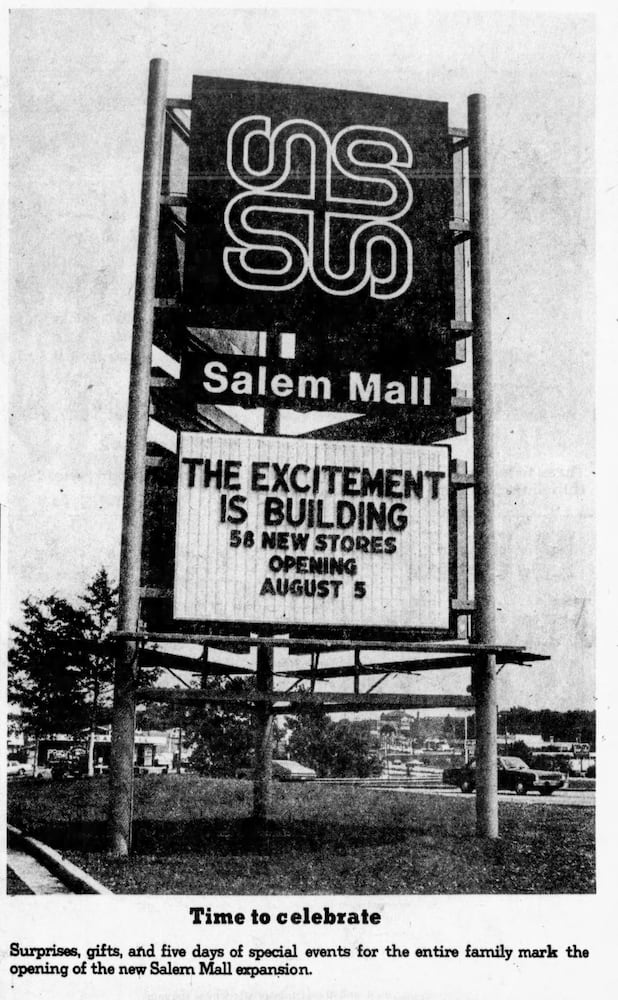 Salem Mall
THE EXCITEMENT
IS BUILDING
58 NEW STORES
OPENING
AUGUST 5
Time to celebrate
Surprises, gifts, and five days of special events for the entire family mark the
opening of the new Salem Mall expansion.